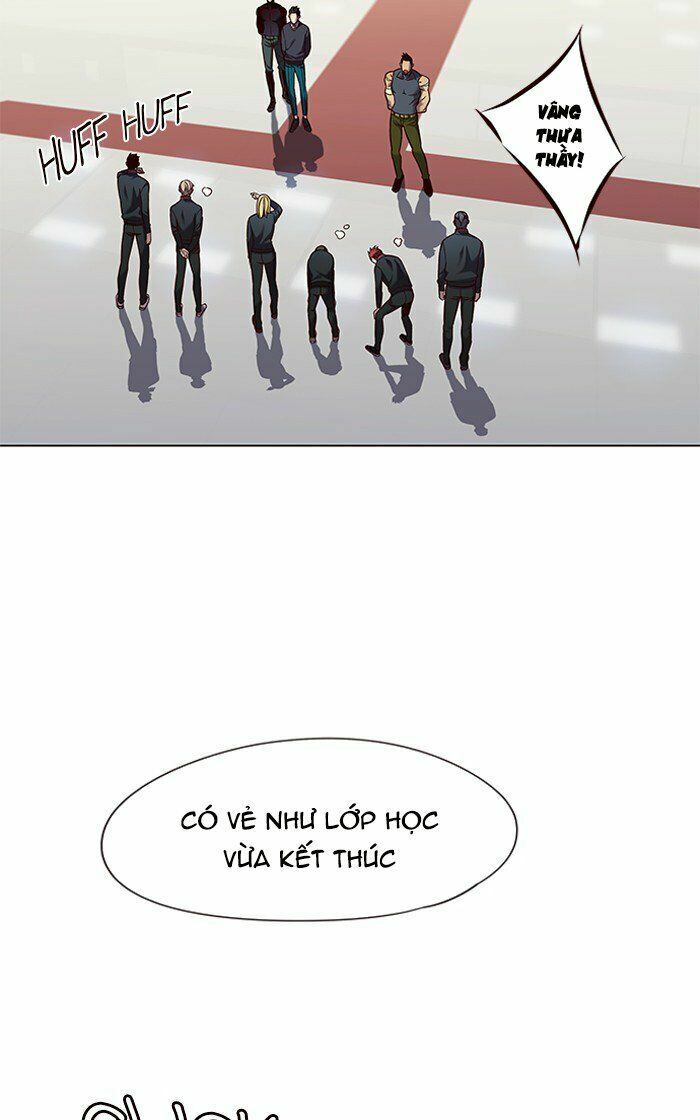 HUFF HUFF
VÂNG
THƯA
THẦY!
CÓ VẺ NHƯ LỚP HỌC
VỪA KẾT THÚC